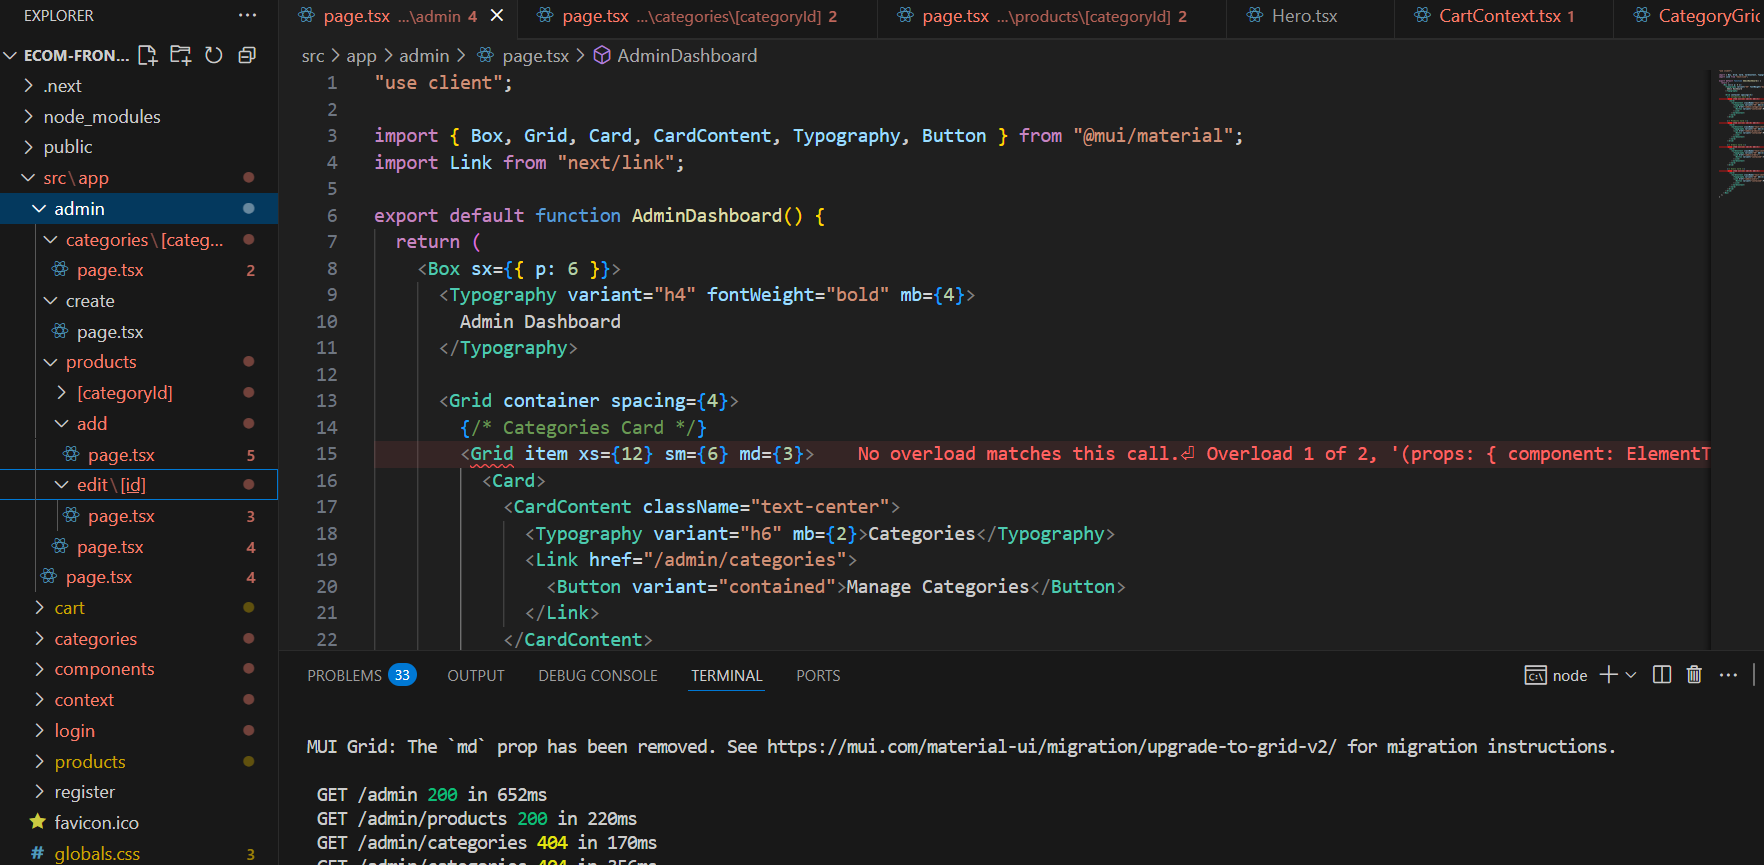 EXPLORER
ECOM-FRON...
.next
node_modules
public
src\app
admin
categories\[categ...
page.tsx 2
create
page.tsx
products
[categoryId]
add
page.tsx 5
edit\[id]
page.tsx 3
page.tsx 4
page.tsx 4
cart
categories
components
context
login
products
register
favicon.ico
# globals.css 3
page.tsx ...\admin 4
page.tsx ...\categories\[categoryId] 2
page.tsx ...\products\[categoryId] 2
Hero.tsx
CartContext.tsx 1
CategoryGri
src > app > admin > page.tsx > AdminDashboard
1 "use client";
2
3 import { Box, Grid, Card, CardContent, Typography, Button } from "@mui/material";
4 import Link from "next/link";
5
6 export default function AdminDashboard() {
7 return (
8 <Box sx={{ p: 6 }}>
9 <Typography variant="h4" fontWeight="bold" mb={4}>
10 Admin Dashboard
11 </Typography>
12
13 <Grid container spacing={4}>
14 {/* Categories Card */}
15 <Grid item xs={12} sm={6} md={3}> No overload matches this call.⏎ Overload 1 of 2, '(props: { component: ElementT
16 <Card>
17 <CardContent className="text-center">
18 <Typography variant="h6" mb={2}>Categories</Typography>
19 <Link href="/admin/categories">
20 <Button variant="contained">Manage Categories</Button>
21 </Link>
22 </CardContent>
PROBLEMS 33 OUTPUT DEBUG CONSOLE TERMINAL PORTS
node
MUI Grid: The `md` prop has been removed. See https://mui.com/material-ui/migration/upgrade-to-grid-v2/ for migration instructions.
GET /admin 200 in 652ms
GET /admin/products 200 in 220ms
GET /admin/categories 404 in 170ms
GET /admin/categories 404 in 256ms